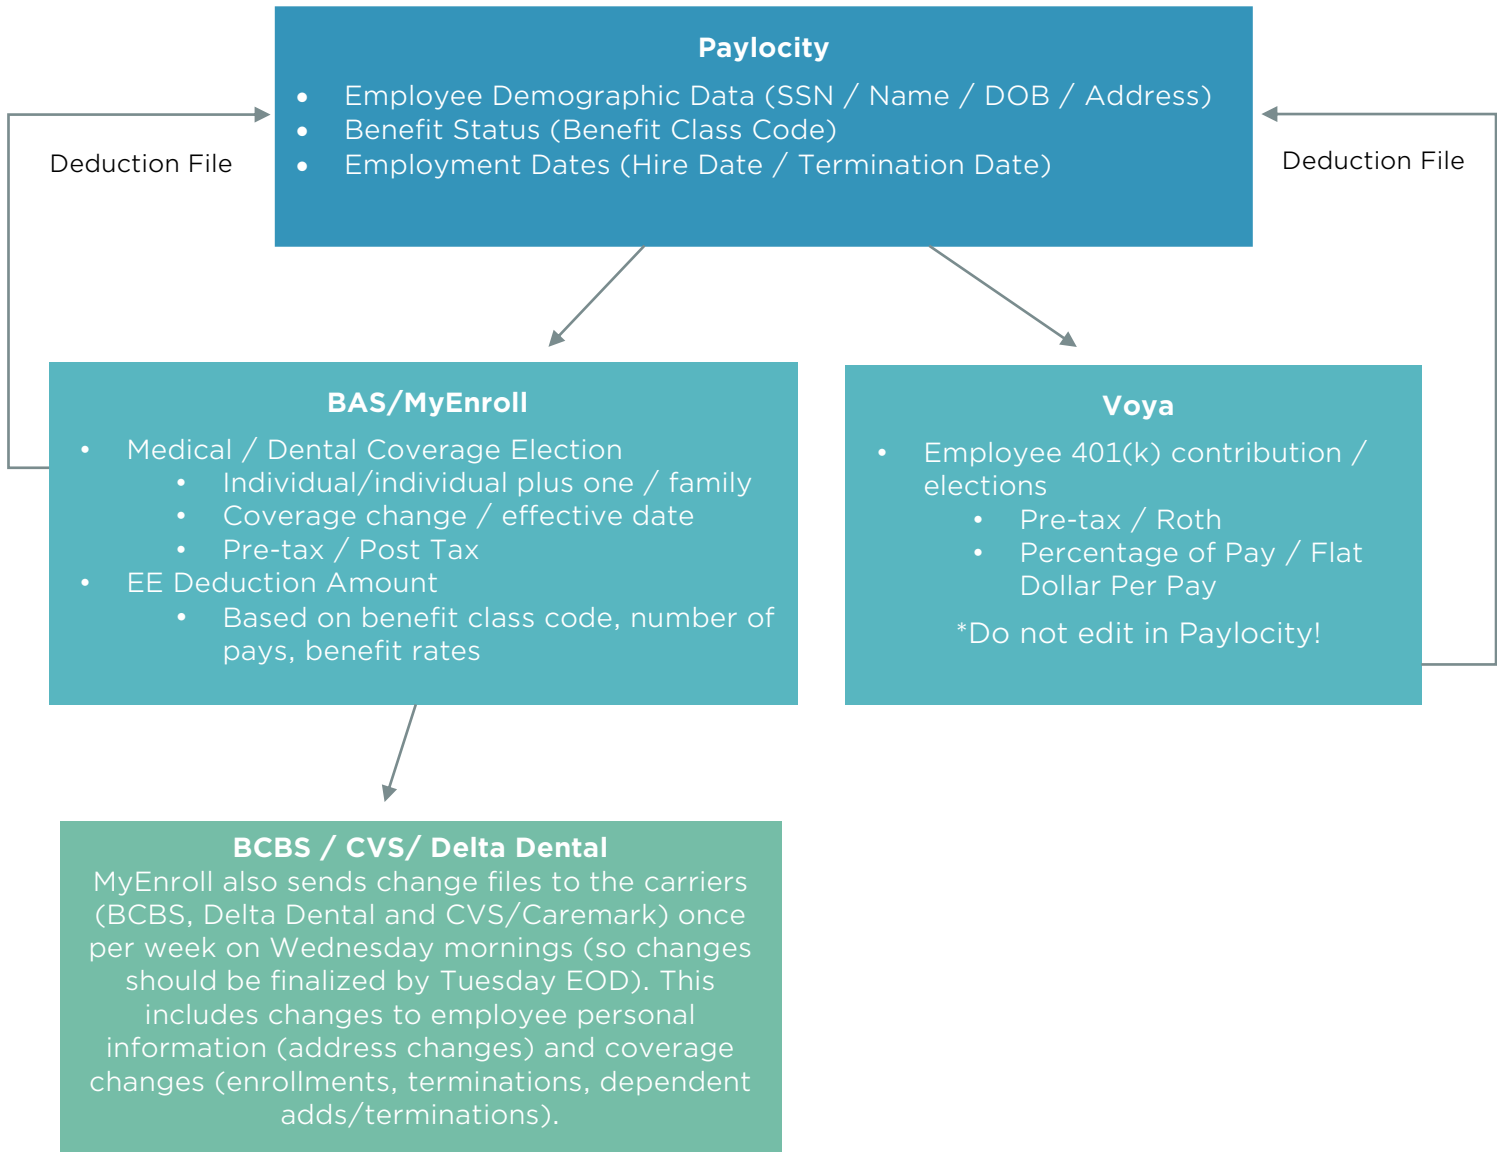 Paylocity
• Employee Demographic Data (SSN / Name / DOB / Address)
• Benefit Status (Benefit Class Code)
• Employment Dates (Hire Date / Termination Date)
Deduction File
Deduction File
BAS/MyEnroll
• Medical / Dental Coverage Election
• Individual/individual plus one / family
• Coverage change / effective date
• Pre-tax / Post Tax
• EE Deduction Amount
• Based on benefit class code, number of
pays, benefit rates
Voya
• Employee 401(k) contribution /
elections
• Pre-tax / Roth
• Percentage of Pay / Flat
Dollar Per Pay
*Do not edit in Paylocity!
BCBS / CVS/ Delta Dental
MyEnroll also sends change files to the carriers
(BCBS, Delta Dental and CVS/Caremark) once
per week on Wednesday mornings (so changes
should be finalized by Tuesday EOD). This
includes changes to employee personal
information (address changes) and coverage
changes (enrollments, terminations, dependent
adds/terminations).